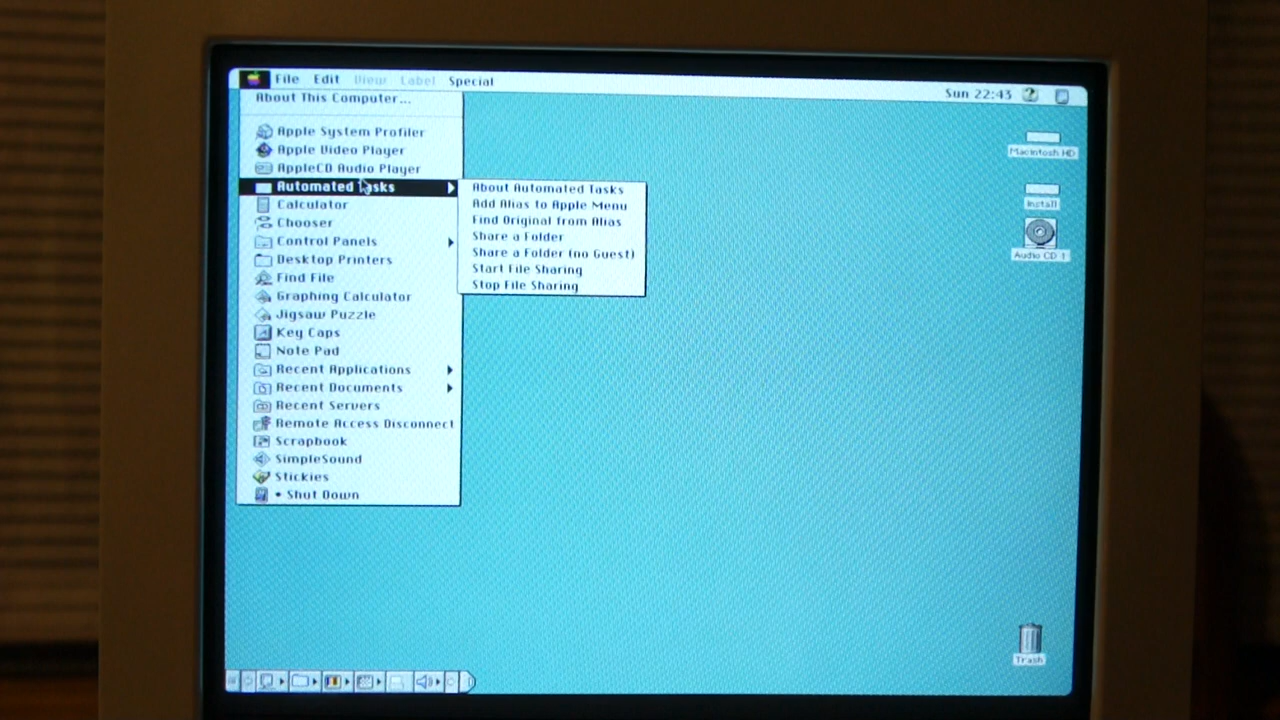 File Edit View Label Special
Sun 22:43
About This Computer...
Apple System Profiler
Apple Video Player
AppleCD Audio Player
Automated Tasks
Calculator
Chooser
Control Panels
Desktop Printers
Find File
Graphing Calculator
Jigsaw Puzzle
Key Caps
Note Pad
Recent Applications
Recent Documents
Recent Servers
Remote Access Disconnect
Scrapbook
SimpleSound
Stickies
• Shut Down
About Automated Tasks
Add Alias to Apple Menu
Find Original from Alias
Share a Folder
Share a Folder (no Guest)
Start File Sharing
Stop File Sharing
Macintosh HD
Install
Audio CD 1
Trash